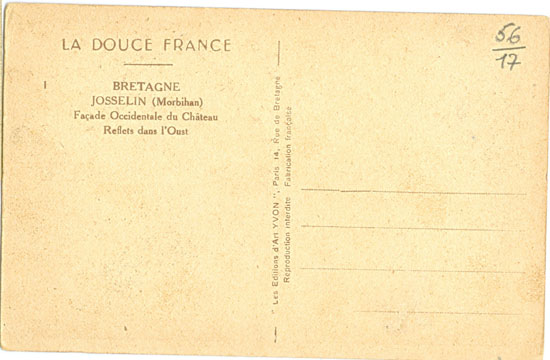 LA DOUCE FRANCE
BRETAGNE
JOSSELIN (Morbihan)
Façade Occidentale du Château
Reflets dans l'Oust
" Les Editions d'Art YVON ", Paris 14, Rue de Bretagne
Reproduction interdite Fabrication française
56
17